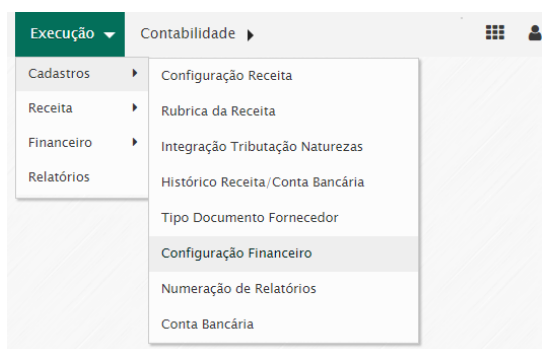 Execução Contabilidade
Cadastros
Receita
Financeiro
Relatórios
Configuração Receita
Rubrica da Receita
Integração Tributação Naturezas
Histórico Receita/Conta Bancária
Tipo Documento Fornecedor
Configuração Financeiro
Numeração de Relatórios
Conta Bancária